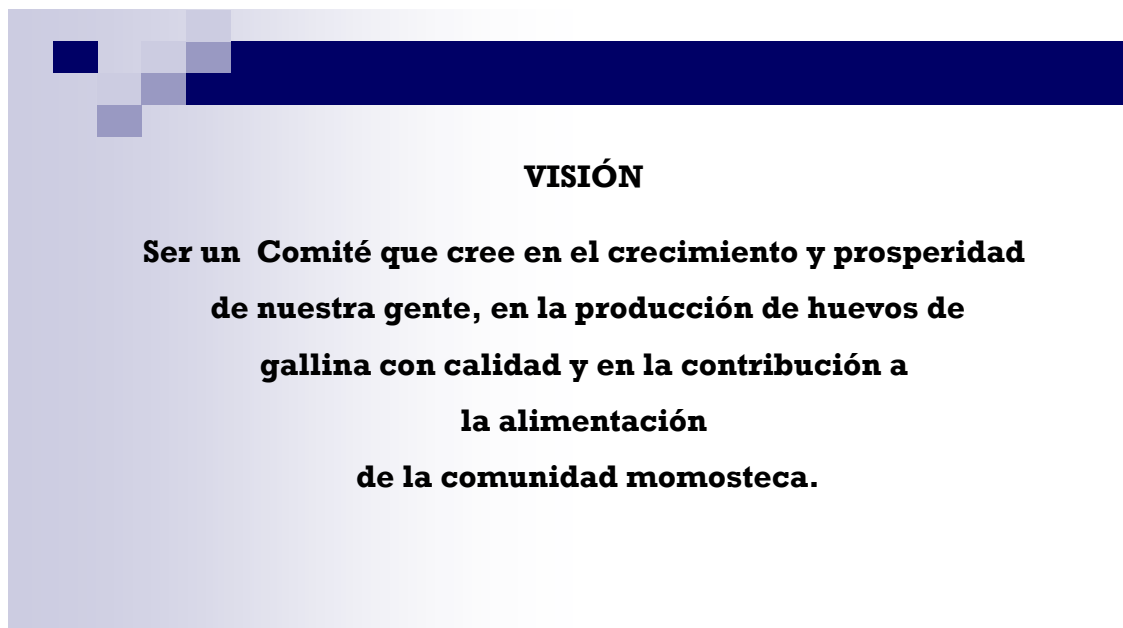 VISIÓN
Ser un  Comité que cree en el crecimiento y prosperidad
de nuestra gente, en la producción de huevos de
gallina con calidad y en la contribución a
la alimentación
de la comunidad momosteca.